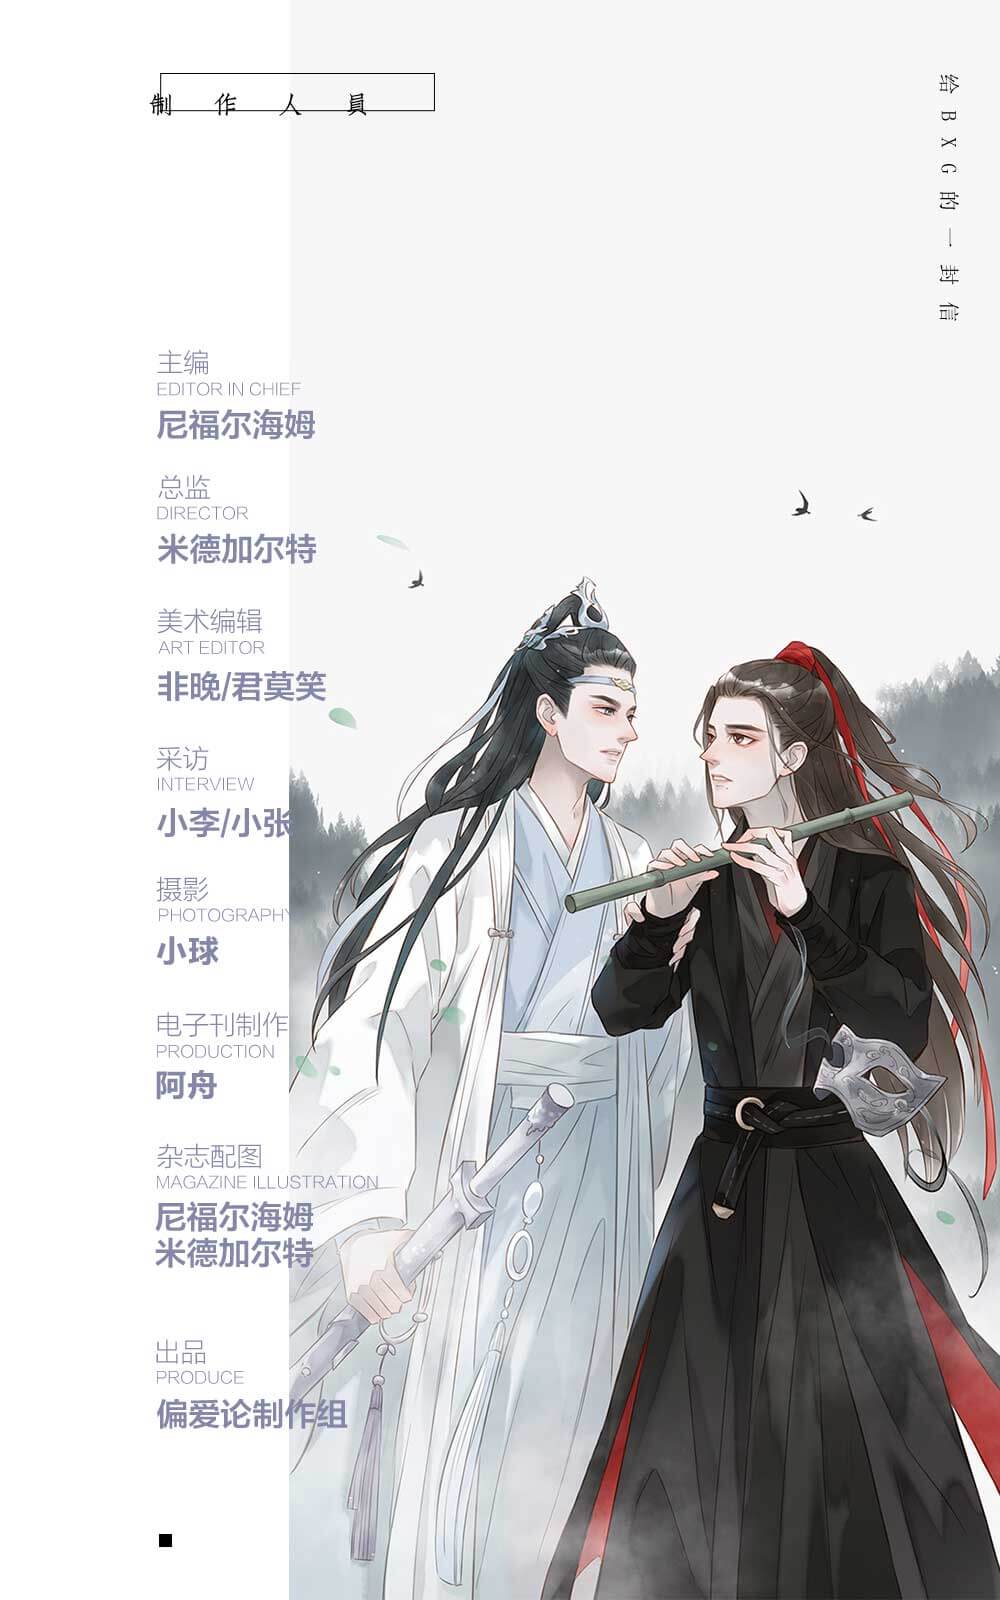 制作人員
给BXG的一封信
主编
EDITOR IN CHIEF
尼福尔海姆
总监
DIRECTOR
米德加尔特
美术编辑
ART EDITOR
非晚/君莫笑
采访
INTERVIEW
小李/小张
摄影
PHOTOGRAPHY
小球
电子刊制作
PRODUCTION
阿舟
杂志配图
MAGAZINE ILLUSTRATION
尼福尔海姆
米德加尔特
出品
PRODUCE
偏爱论制作组